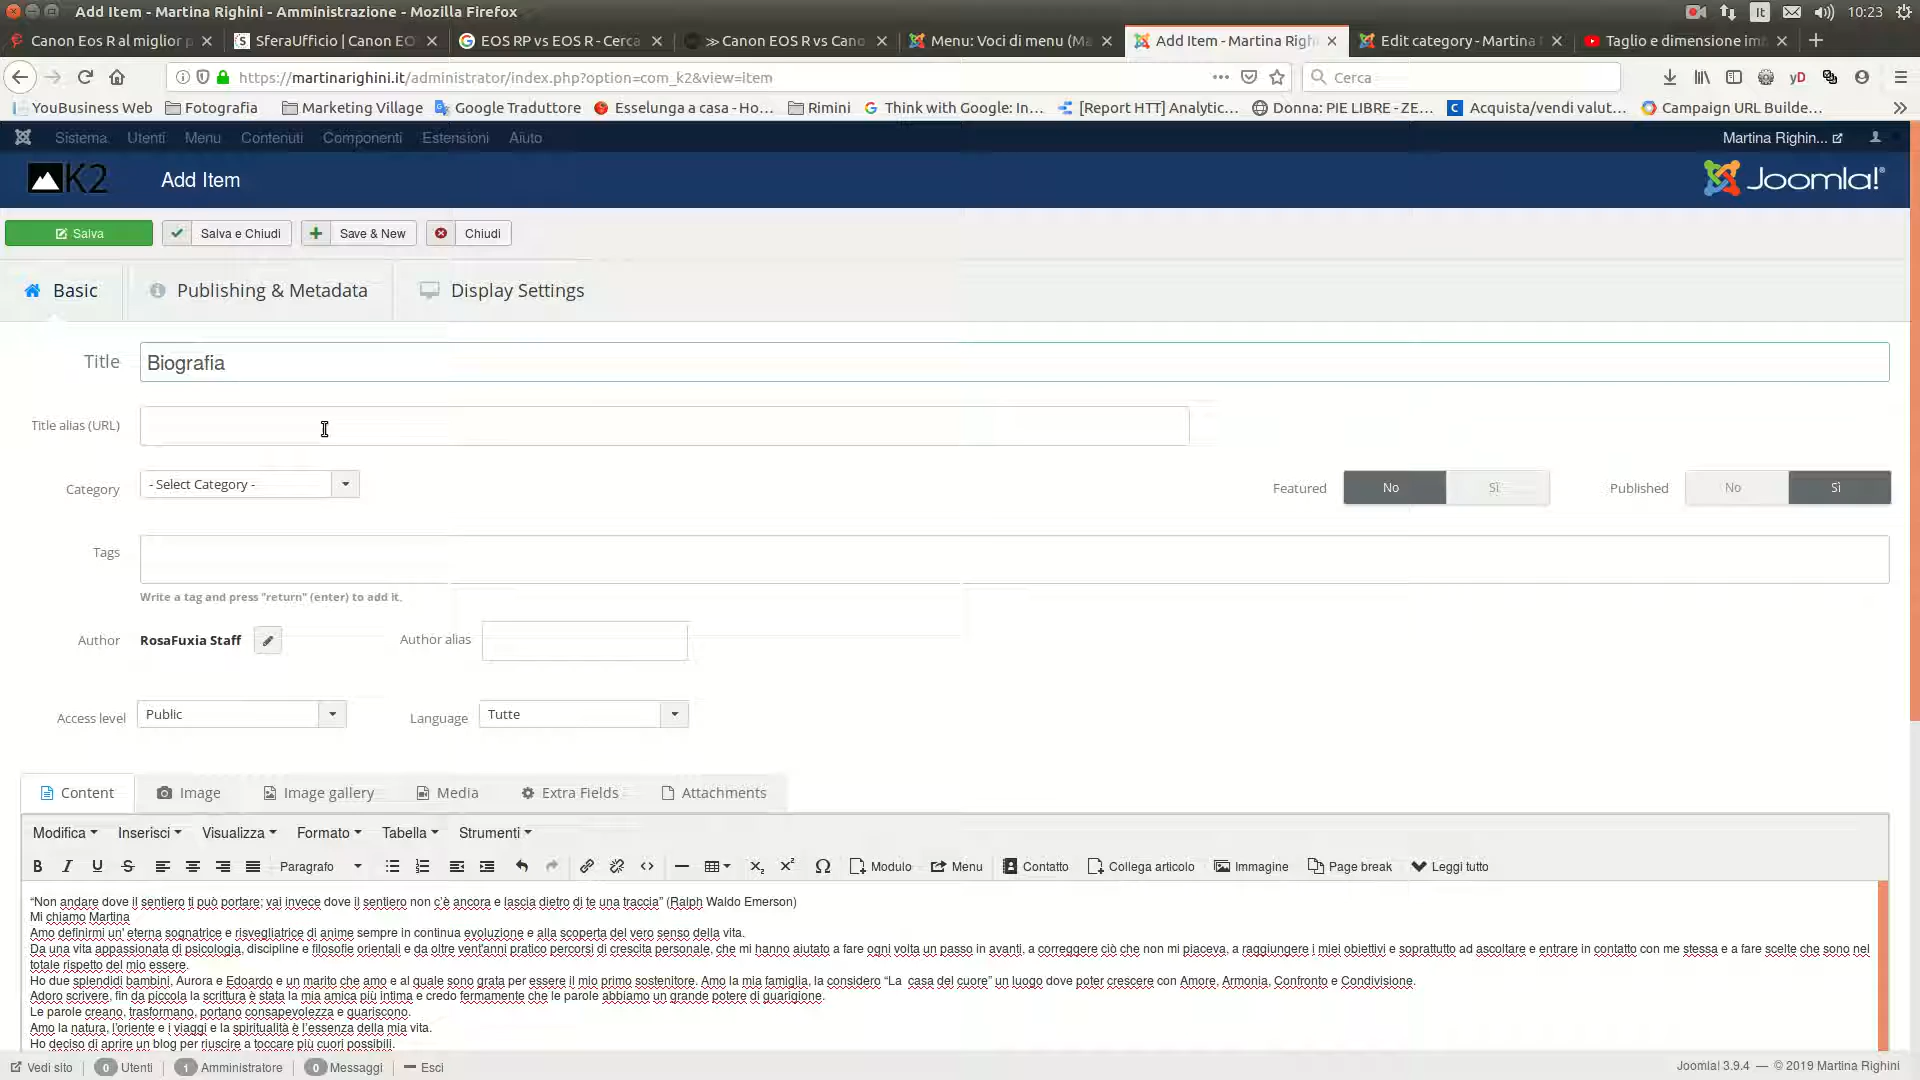 Add Item - Martina Righini - Amministrazione - Mozilla Firefox
It
10:23
Canon Eos R al miglior p
SferaUfficio | Canon EO
EOS RP vs EOS R - Cerca
≫ Canon EOS R vs Cano
Menu: Voci di menu (Ma
Add Item - Martina Righi
Edit category - Martina R
Taglio e dimensione im
https://martinarighini.it/administrator/index.php?option=com_k2&view=item
Cerca
yD
YouBusiness Web
Fotografia
Marketing Village
Google Traduttore
Esselunga a casa - Ho...
Rimini
Think with Google: In...
[Report HTT] Analytic...
Donna: PIE LIBRE - ZE...
Acquista/vendi valut...
Campaign URL Builde...
Sistema
Utenti
Menu
Contenuti
Componenti
Estensioni
Aiuto
Martina Righin...
K2
Add Item
Joomla!®
Salva
Salva e Chiudi
Save & New
Chiudi
Basic
Publishing & Metadata
Display Settings
Title
Biografia
Title alias (URL)
Category
- Select Category -
Featured
No
Sì
Published
No
Sì
Tags
Write a tag and press "return" (enter) to add it.
Author
RosaFuxia Staff
Author alias
Access level
Public
Language
Tutte
Content
Image
Image gallery
Media
Extra Fields
Attachments
Modifica
Inserisci
Visualizza
Formato
Tabella
Strumenti
B I U S
Paragrafo
Modulo
Menu
Contatto
Collega articolo
Immagine
Page break
Leggi tutto
“Non andare dove il sentiero ti può portare; vai invece dove il sentiero non c’è ancora e lascia dietro di te una traccia” (Ralph Waldo Emerson)
Mi chiamo Martina
Amo definirmi un' eterna sognatrice e risvegliatrice di anime sempre in continua evoluzione e alla scoperta del vero senso della vita.
Da una vita appassionata di psicologia, discipline e filosofie orientali e da oltre vent'anni pratico percorsi di crescita personale, che mi hanno aiutato a fare ogni volta un passo in avanti, a correggere ciò che non mi piaceva, a raggiungere i miei obiettivi e soprattutto ad ascoltare e entrare in contatto con me stessa e a fare scelte che sono nel
totale rispetto del mio essere.
Ho due splendidi bambini, Aurora e Edoardo e un marito che amo e al quale sono grata per essere il mio primo sostenitore. Amo la mia famiglia, la considero “La  casa del cuore” un luogo dove poter crescere con Amore, Armonia, Confronto e Condivisione.
Adoro scrivere, fin da piccola la scrittura è stata la mia amica più intima e credo fermamente che le parole abbiamo un grande potere di guarigione.
Le parole creano, trasformano, portano consapevolezza e guariscono.
Amo la natura, l’oriente e i viaggi e la spiritualità è l’essenza della mia vita.
Ho deciso di aprire un blog per riuscire a toccare più cuori possibili.
Vedi sito
0 Utenti
1 Amministratore
0 Messaggi
Esci
Joomla! 3.9.4 — © 2019 Martina Righini